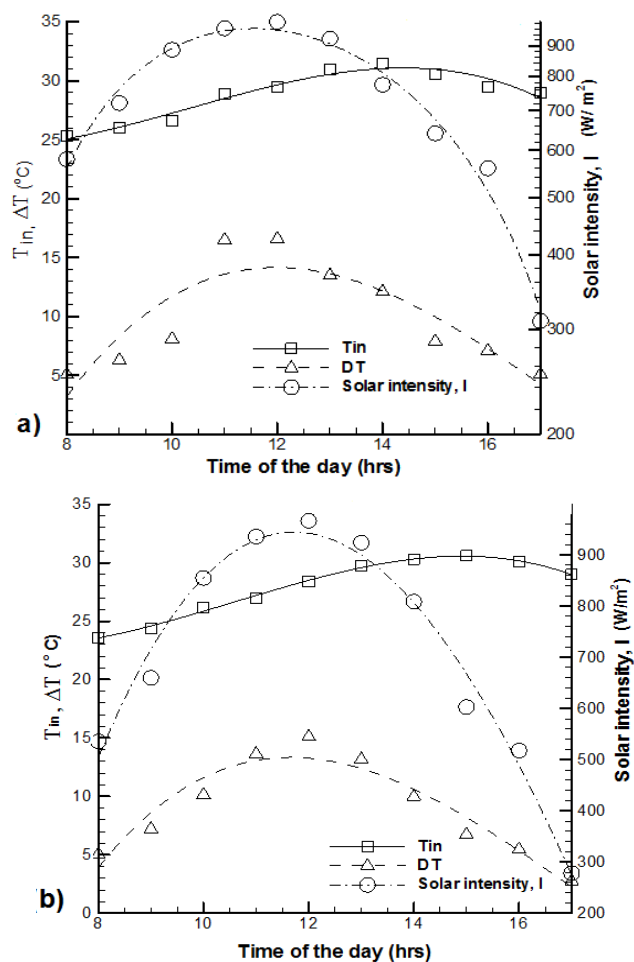 35
30
25
20
15
10
5
T in, ΔT (°C)
900
800
700
600
500
400
300
200
Solar intensity, I (W/ m²)
Tin
DT
Solar intensity, I
a)
8 10 12 14 16
Time of the day (hrs)
35
30
25
20
15
10
5
0
T in, ΔT (°C)
900
800
700
600
500
400
300
200
Solar intensity, I (W/m²)
Tin
DT
Solar intensity, I
b)
8 10 12 14 16
Time of the day (hrs)